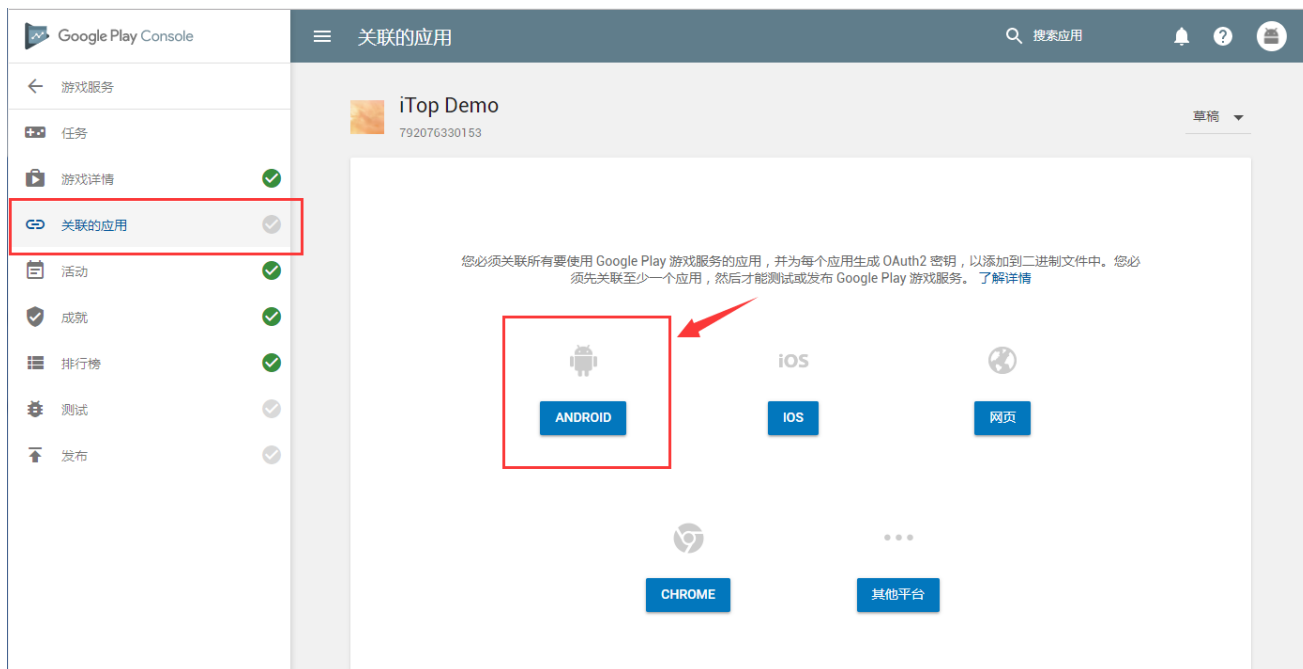 Google Play Console
关联的应用
搜索应用
游戏服务
iTop Demo
792076330153
草稿
任务
游戏详情
关联的应用
活动
成就
排行榜
测试
发布
您必须关联所有要使用 Google Play 游戏服务的应用，并为每个应用生成 OAuth2 密钥，以添加到二进制文件中。您必
须先关联至少一个应用，然后才能测试或发布 Google Play 游戏服务。 了解详情
iOS
ANDROID
IOS
网页
CHROME
其他平台